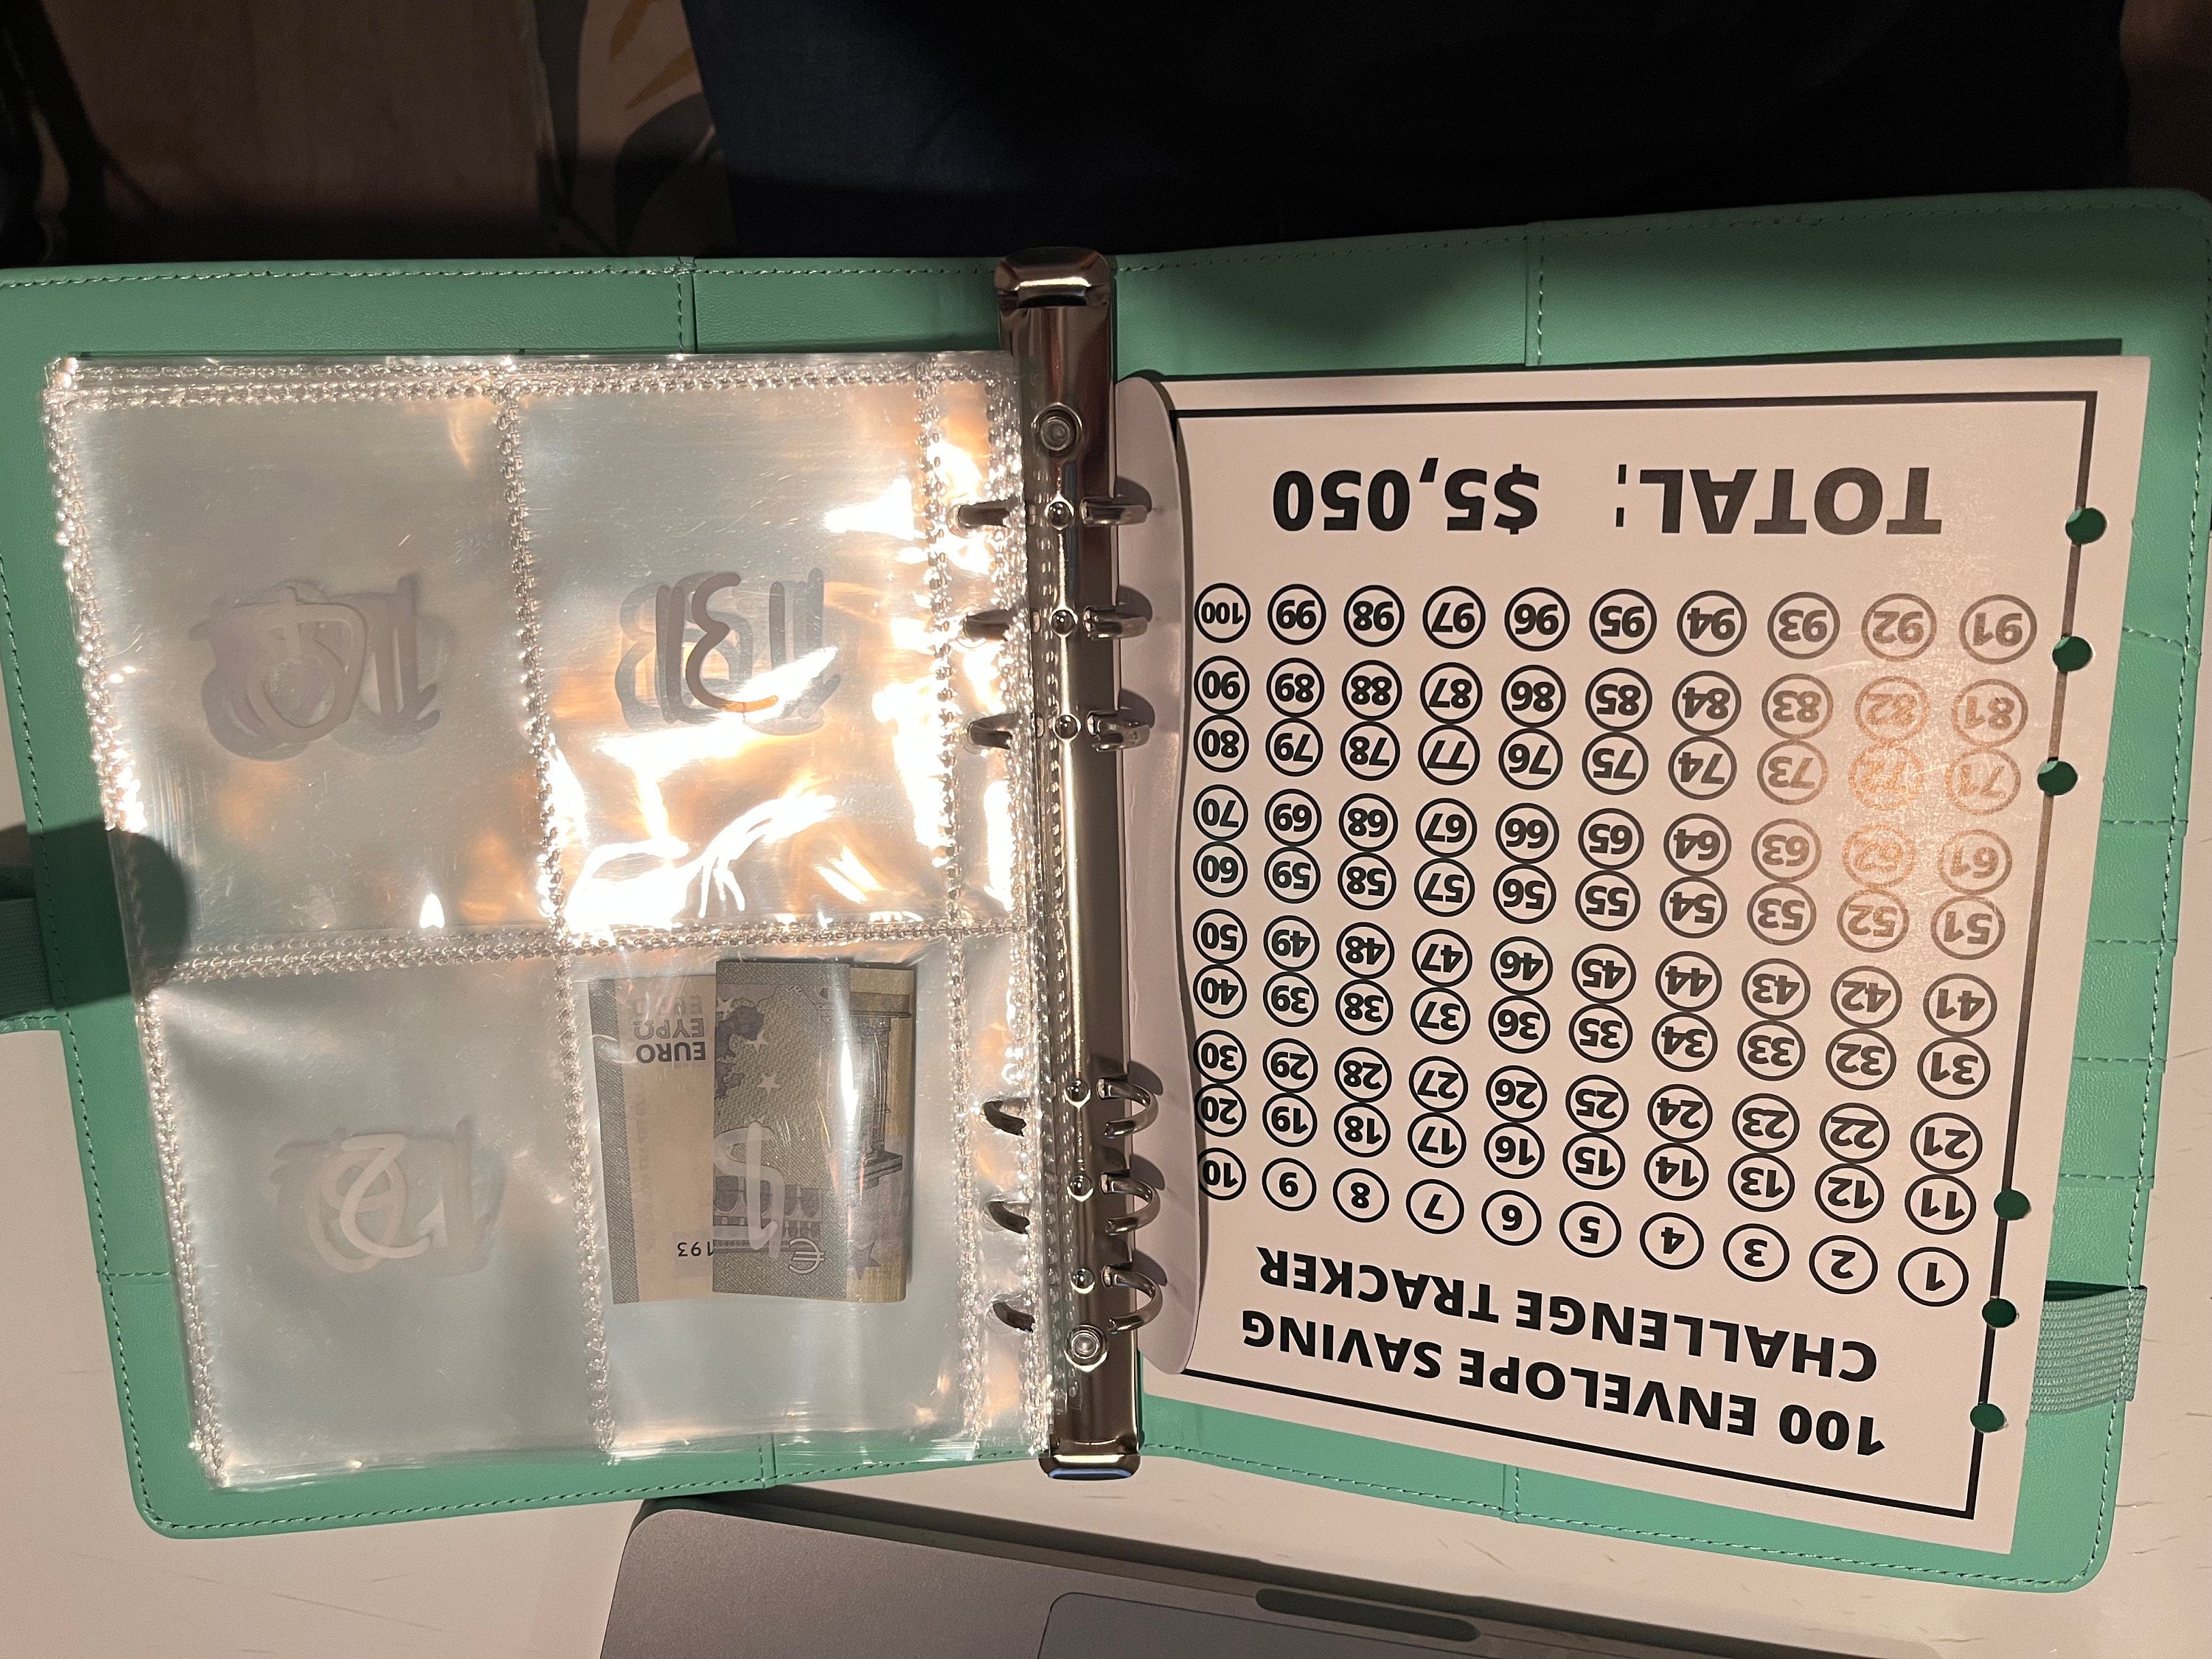 100 ENVELOPE SAVING
CHALLENGE TRACKER
1 2 3 4 5 6 7 8 9 10
11 12 13 14 15 16 17 18 19 20
21 22 23 24 25 26 27 28 29 30
31 32 33 34 35 36 37 38 39 40
41 42 43 44 45 46 47 48 49 50
51 52 53 54 55 56 57 58 59 60
61 62 63 64 65 66 67 68 69 70
71 72 73 74 75 76 77 78 79 80
81 82 83 84 85 86 87 88 89 90
91 92 93 94 95 96 97 98 99 100
TOTAL: $5,050
193
EURO
ΕΥΡΩ
2
3